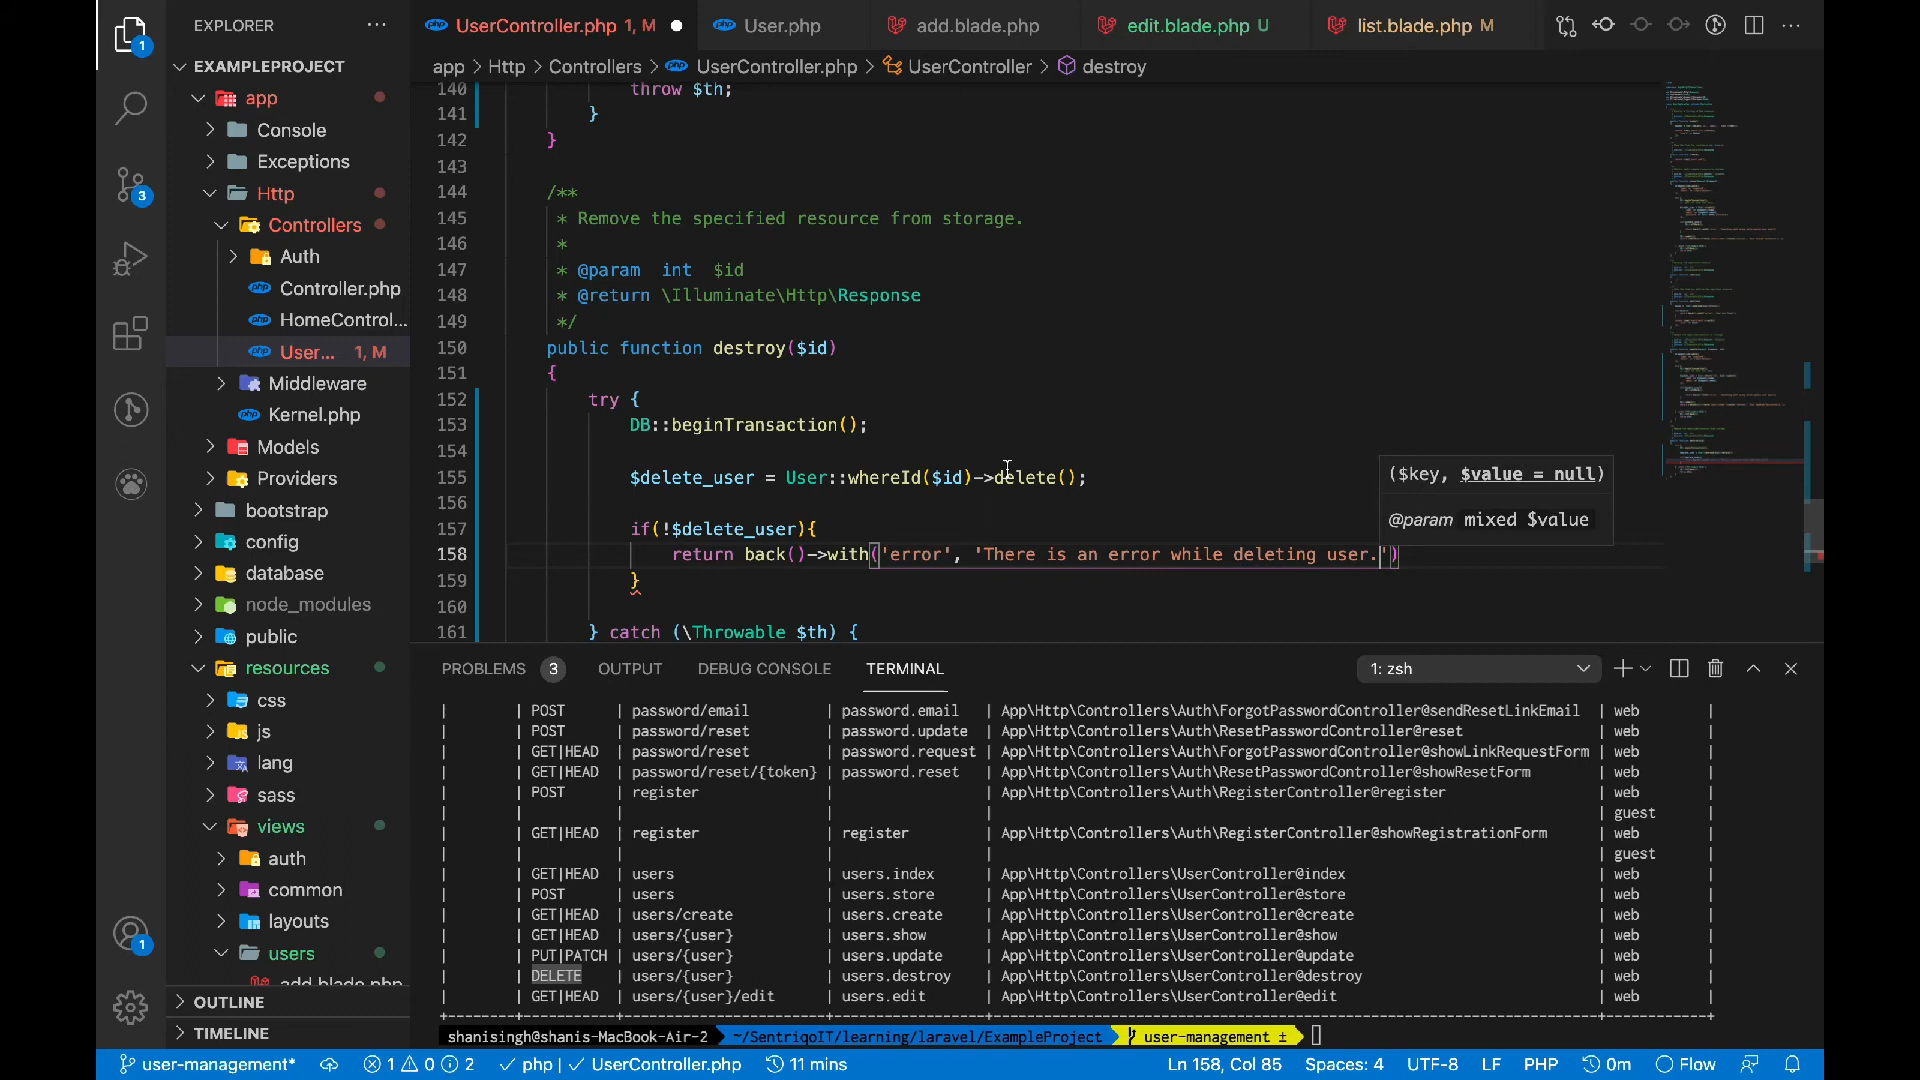 EXPLORER ···
UserController.php 1, M
User.php
add.blade.php
edit.blade.php U
list.blade.php M
1
EXAMPLEPROJECT
app > Http > Controllers > UserController.php > UserController > destroy
app
Console
Exceptions
Http
Controllers
Auth
Controller.php
HomeControl...
User... 1, M
Middleware
Kernel.php
Models
Providers
bootstrap
config
database
node_modules
public
resources
css
js
lang
sass
views
auth
common
layouts
users
add.blade.php
OUTLINE
TIMELINE
3
1
140 throw $th;
141 }
142 }
143
144 /**
145 * Remove the specified resource from storage.
146 *
147 * @param  int  $id
148 * @return \Illuminate\Http\Response
149 */
150 public function destroy($id)
151 {
152 try {
153 DB::beginTransaction();
154
155 $delete_user = User::whereId($id)->delete();
156
157 if(!$delete_user){
158 return back()->with('error', 'There is an error while deleting user.')
159 }
160
161 } catch (\Throwable $th) {
($key, $value = null)
@param mixed $value
PROBLEMS 3 OUTPUT DEBUG CONSOLE TERMINAL 1: zsh
| | POST | password/email | password.email | App\Http\Controllers\Auth\ForgotPasswordController@sendResetLinkEmail | web |
| | POST | password/reset | password.update | App\Http\Controllers\Auth\ResetPasswordController@reset | web |
| | GET|HEAD | password/reset | password.request | App\Http\Controllers\Auth\ForgotPasswordController@showLinkRequestForm | web |
| | GET|HEAD | password/reset/{token} | password.reset | App\Http\Controllers\Auth\ResetPasswordController@showResetForm | web |
| | POST | register | | App\Http\Controllers\Auth\RegisterController@register | web |
| | | | | | guest |
| | GET|HEAD | register | register | App\Http\Controllers\Auth\RegisterController@showRegistrationForm | web |
| | | | | | guest |
| | GET|HEAD | users | users.index | App\Http\Controllers\UserController@index | web |
| | POST | users | users.store | App\Http\Controllers\UserController@store | web |
| | GET|HEAD | users/create | users.create | App\Http\Controllers\UserController@create | web |
| | GET|HEAD | users/{user} | users.show | App\Http\Controllers\UserController@show | web |
| | PUT|PATCH | users/{user} | users.update | App\Http\Controllers\UserController@update | web |
| | DELETE | users/{user} | users.destroy | App\Http\Controllers\UserController@destroy | web |
| | GET|HEAD | users/{user}/edit | users.edit | App\Http\Controllers\UserController@edit | web |
shanisingh@shanis-MacBook-Air-2 ~/SentriqoIT/learning/laravel/ExampleProject user-management ±
user-management* 1 0 2 php | UserController.php 11 mins Ln 158, Col 85 Spaces: 4 UTF-8 LF PHP 0m Flow